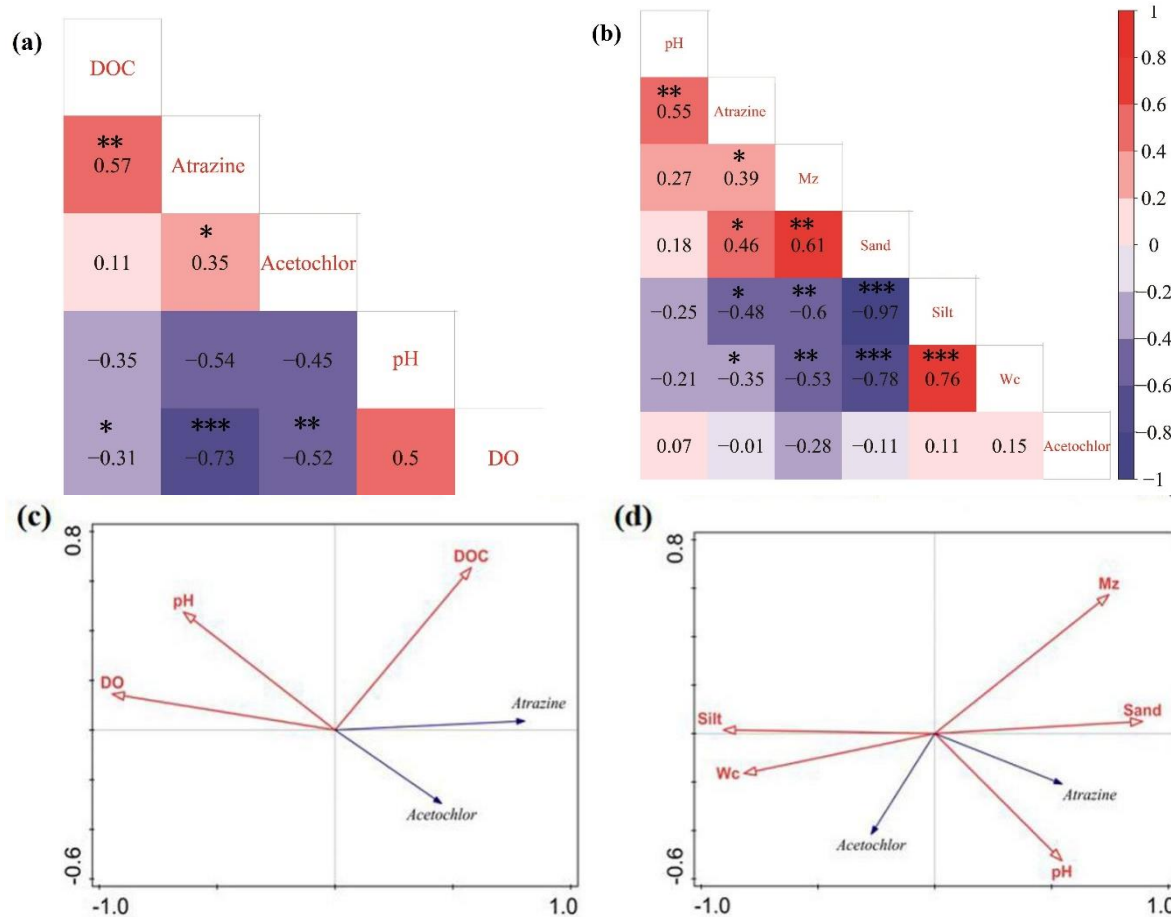 (a)
DOC
**
0.57 Atrazine
*
0.11 0.35 Acetochlor
−0.35 −0.54 −0.45 pH
* *** **
−0.31 −0.73 −0.52 0.5 DO
(b)
pH
**
0.55 Atrazine
*
0.27 0.39 Mz
* **
0.18 0.46 0.61 Sand
* ** ***
−0.25 −0.48 −0.6 −0.97 Silt
* ** *** ***
−0.21 −0.35 −0.53 −0.78 0.76 Wc
0.07 −0.01 −0.28 −0.11 0.11 0.15 Acetochlor
1
0.8
0.6
0.4
0.2
0
−0.2
−0.4
−0.6
−0.8
−1
(c)
0.8
DOC
pH
DO
Atrazine
Acetochlor
-0.6
-1.0 1.0
(d)
0.8
Mz
Silt
Sand
Wc
Atrazine
Acetochlor
pH
-0.6
-1.0 1.0